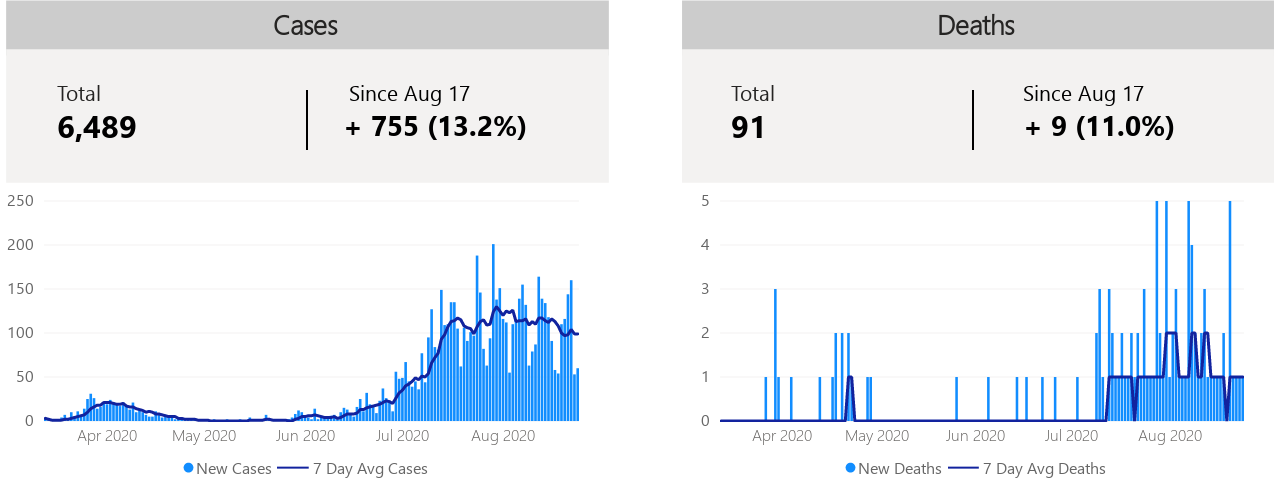 Cases
Total
6,489
Since Aug 17
+ 755 (13.2%)
250
200
150
100
50
0
Apr 2020 May 2020 Jun 2020 Jul 2020 Aug 2020
New Cases 7 Day Avg Cases
Deaths
Total
91
Since Aug 17
+ 9 (11.0%)
5
4
3
2
1
0
Apr 2020 May 2020 Jun 2020 Jul 2020 Aug 2020
New Deaths 7 Day Avg Deaths